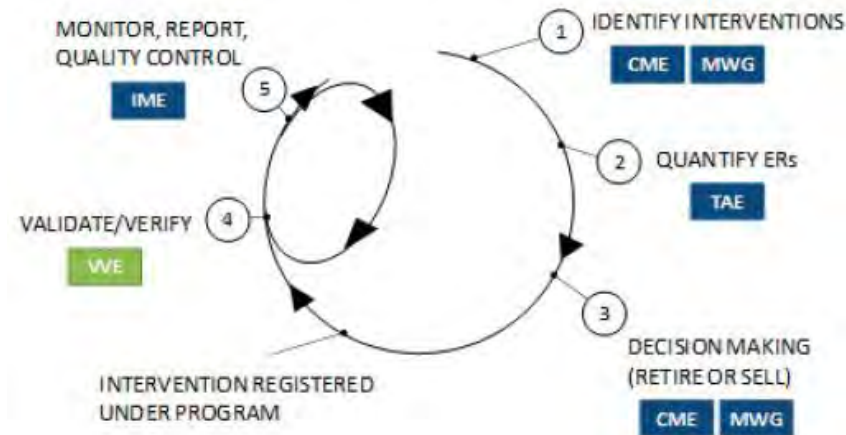 1
IDENTIFY INTERVENTIONS
CME MWG
2
QUANTIFY ERs
TAE
3
DECISION MAKING
(RETIRE OR SELL)
CME MWG
INTERVENTION REGISTERED
UNDER PROGRAM
4
VALIDATE/VERIFY
VVE
5
MONITOR, REPORT,
QUALITY CONTROL
IME